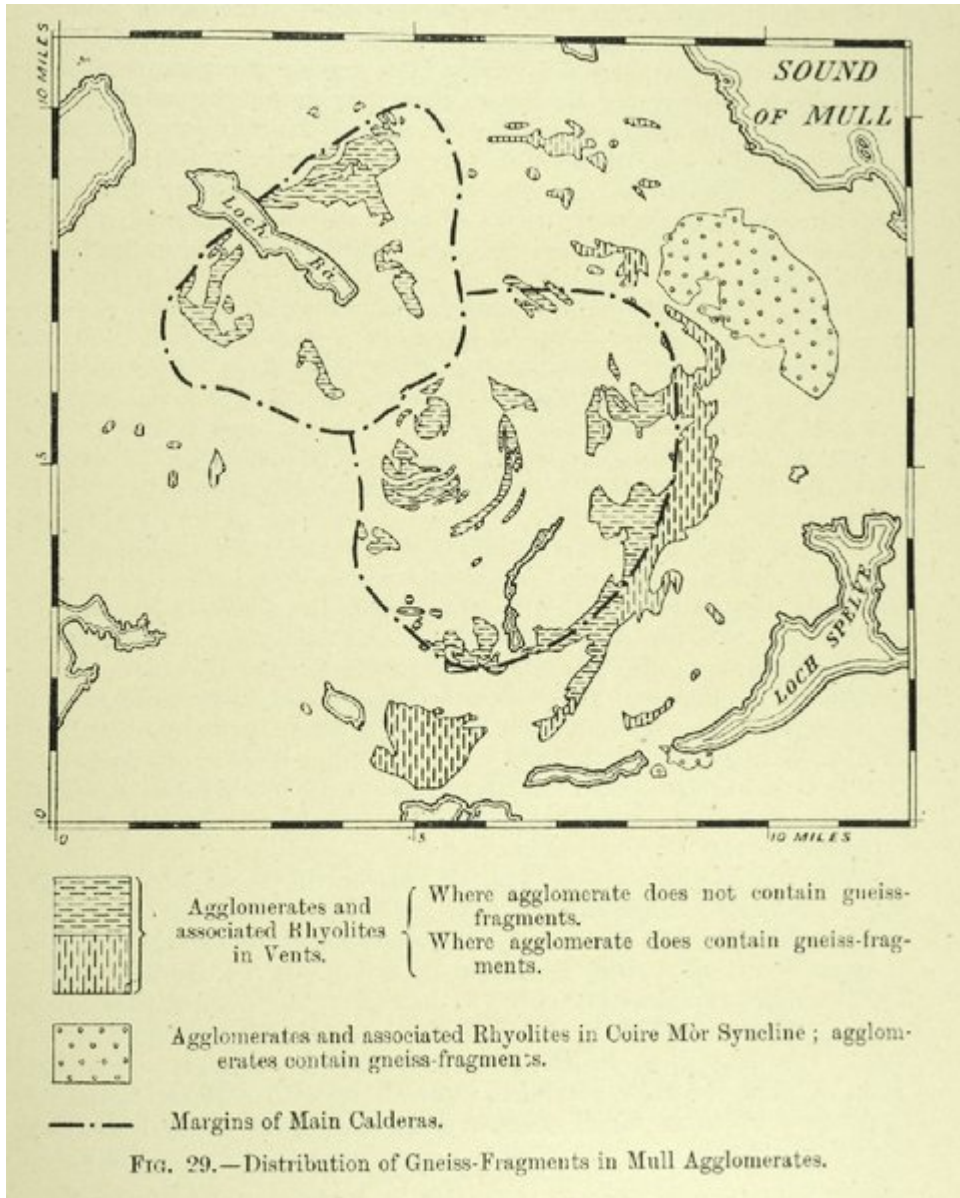 10 MILES
SOUND
OF MULL
Loch
Bà
5
LOCH SPELVE
0
0
5
10 MILES
Agglomerates and
associated Rhyolites
in Vents.
Where agglomerate does not contain gneiss-
fragments.
Where agglomerate does contain gneiss-frag-
ments.
Agglomerates and associated Rhyolites in Coire Mòr Syncline ; agglom-
erates contain gneiss-fragments.
Margins of Main Calderas.
FIG. 29.—Distribution of Gneiss-Fragments in Mull Agglomerates.